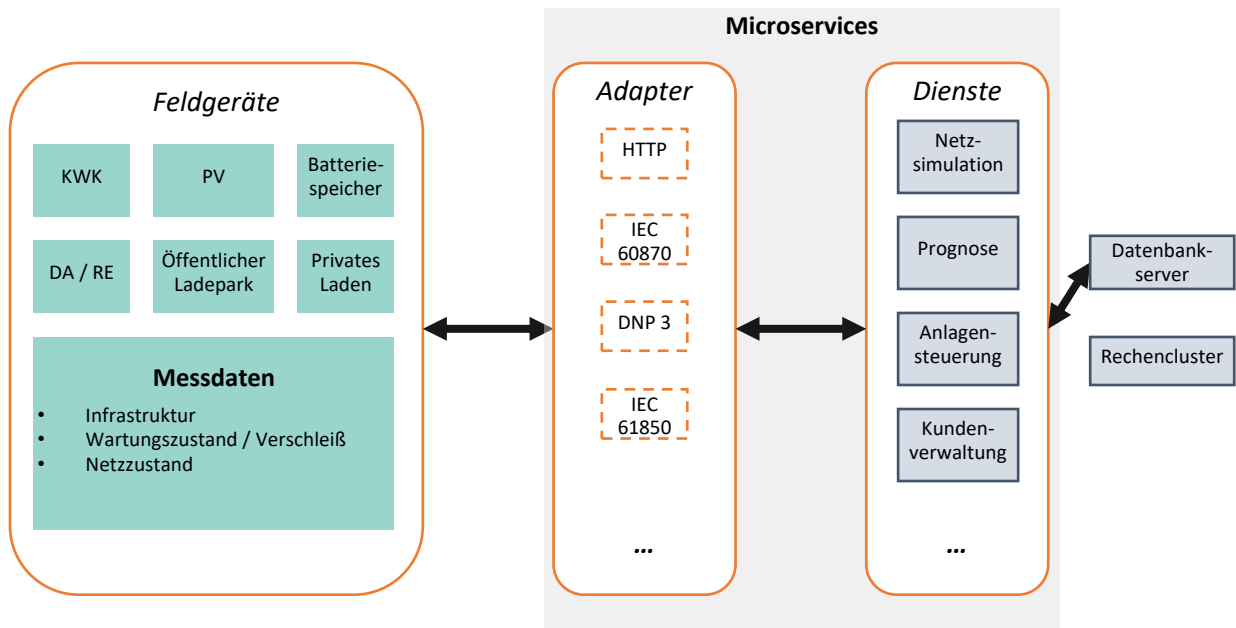 Microservices
Feldgeräte
KWK
PV
Batterie-
speicher
DA / RE
Öffentlicher
Ladepark
Privates
Laden
Messdaten
• Infrastruktur
• Wartungszustand / Verschleiß
• Netzzustand
Adapter
HTTP
IEC
60870
DNP 3
IEC
61850
...
Dienste
Netz-
simulation
Prognose
Anlagen-
steuerung
Kunden-
verwaltung
...
Datenbank-
server
Rechencluster